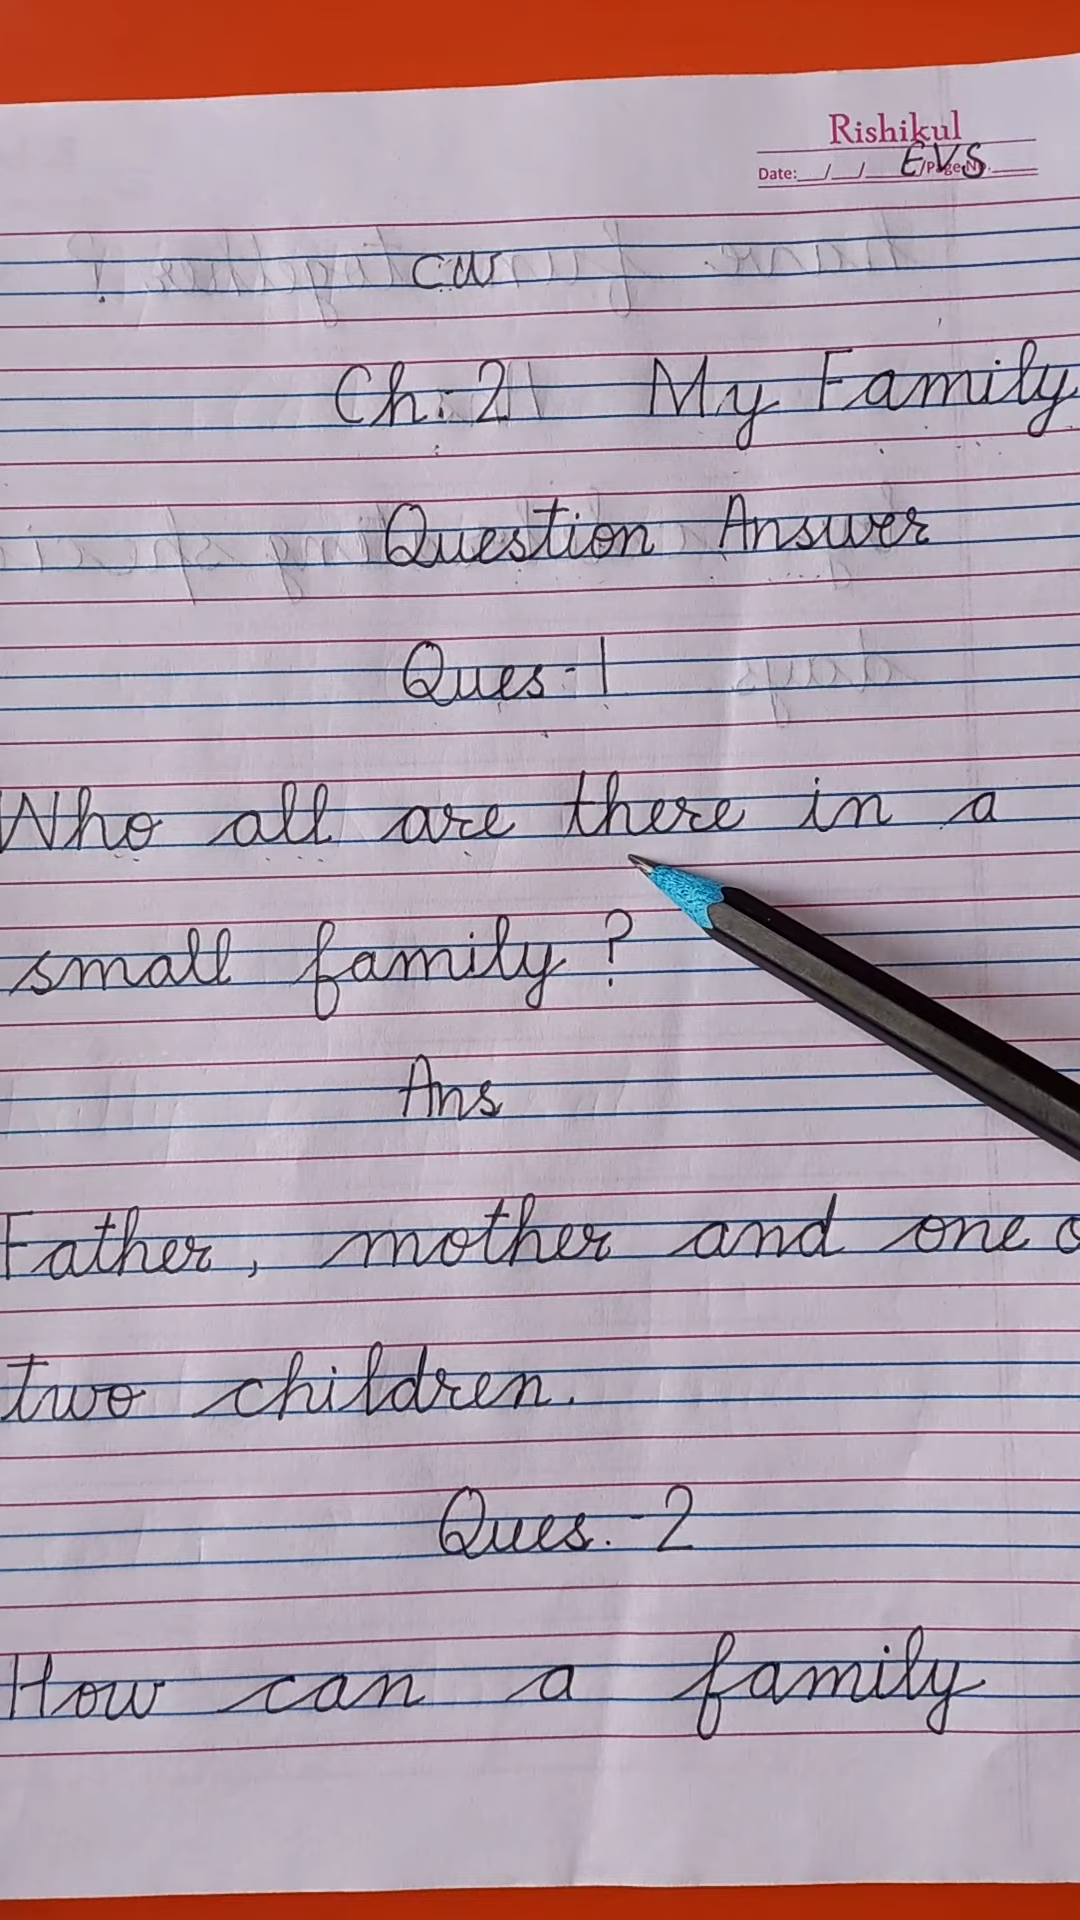 Rishikul
Date: / / /Page No.
EVS
CW
Ch:-2 My Family
Question Answer
Ques:-1
Who all are there in a
small family ?
Ans
Father, mother and one
two children.
Ques.-2
How can a family